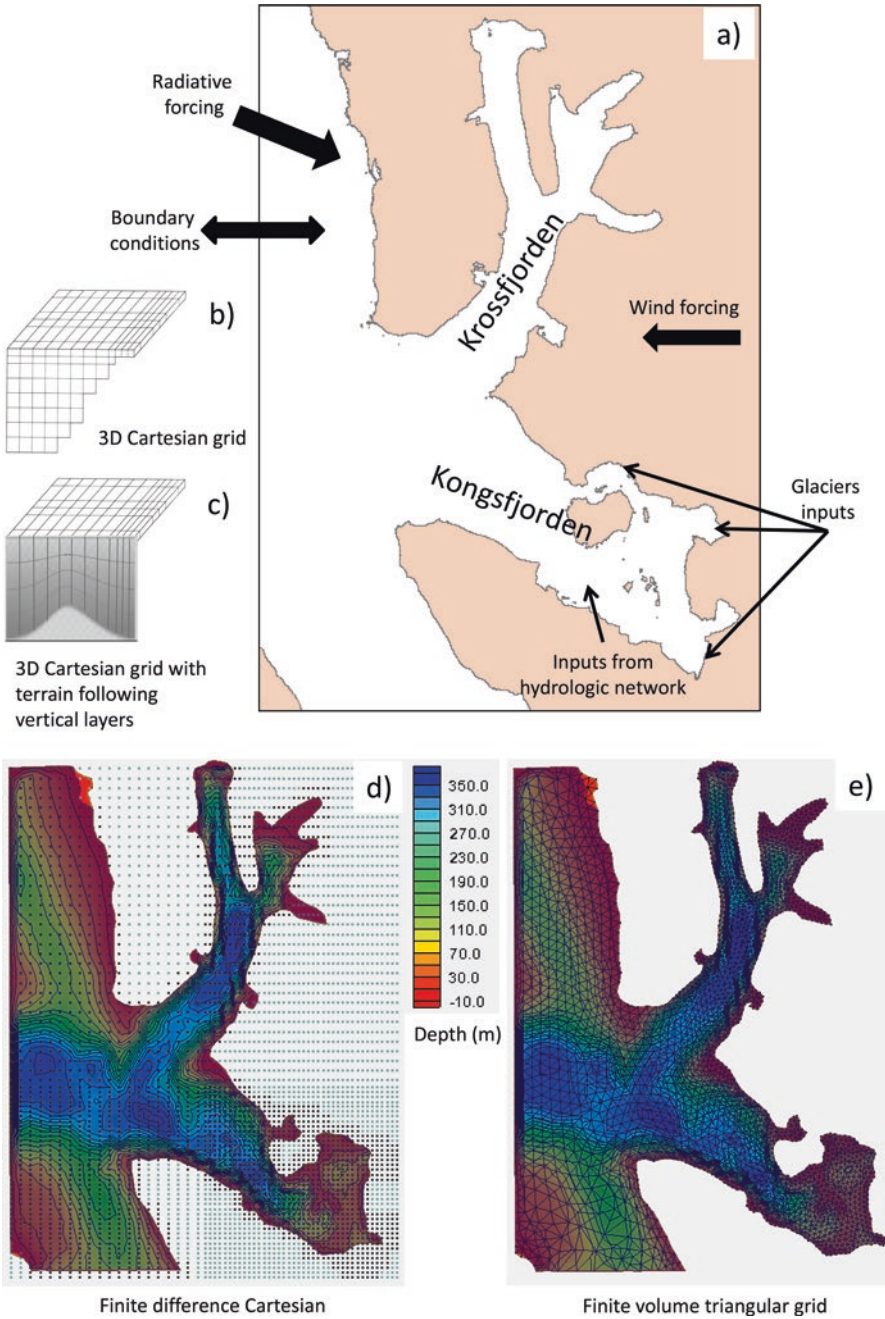 a)
Radiative
forcing
Boundary
conditions
Krossfjorden
b)
Wind forcing
3D Cartesian grid
c)
Kongsfjorden
Glaciers
inputs
3D Cartesian grid with
terrain following
vertical layers
Inputs from
hydrologic network
d)
350.0
310.0
270.0
230.0
190.0
150.0
110.0
70.0
30.0
-10.0
Depth (m)
e)
Finite difference Cartesian
Finite volume triangular grid